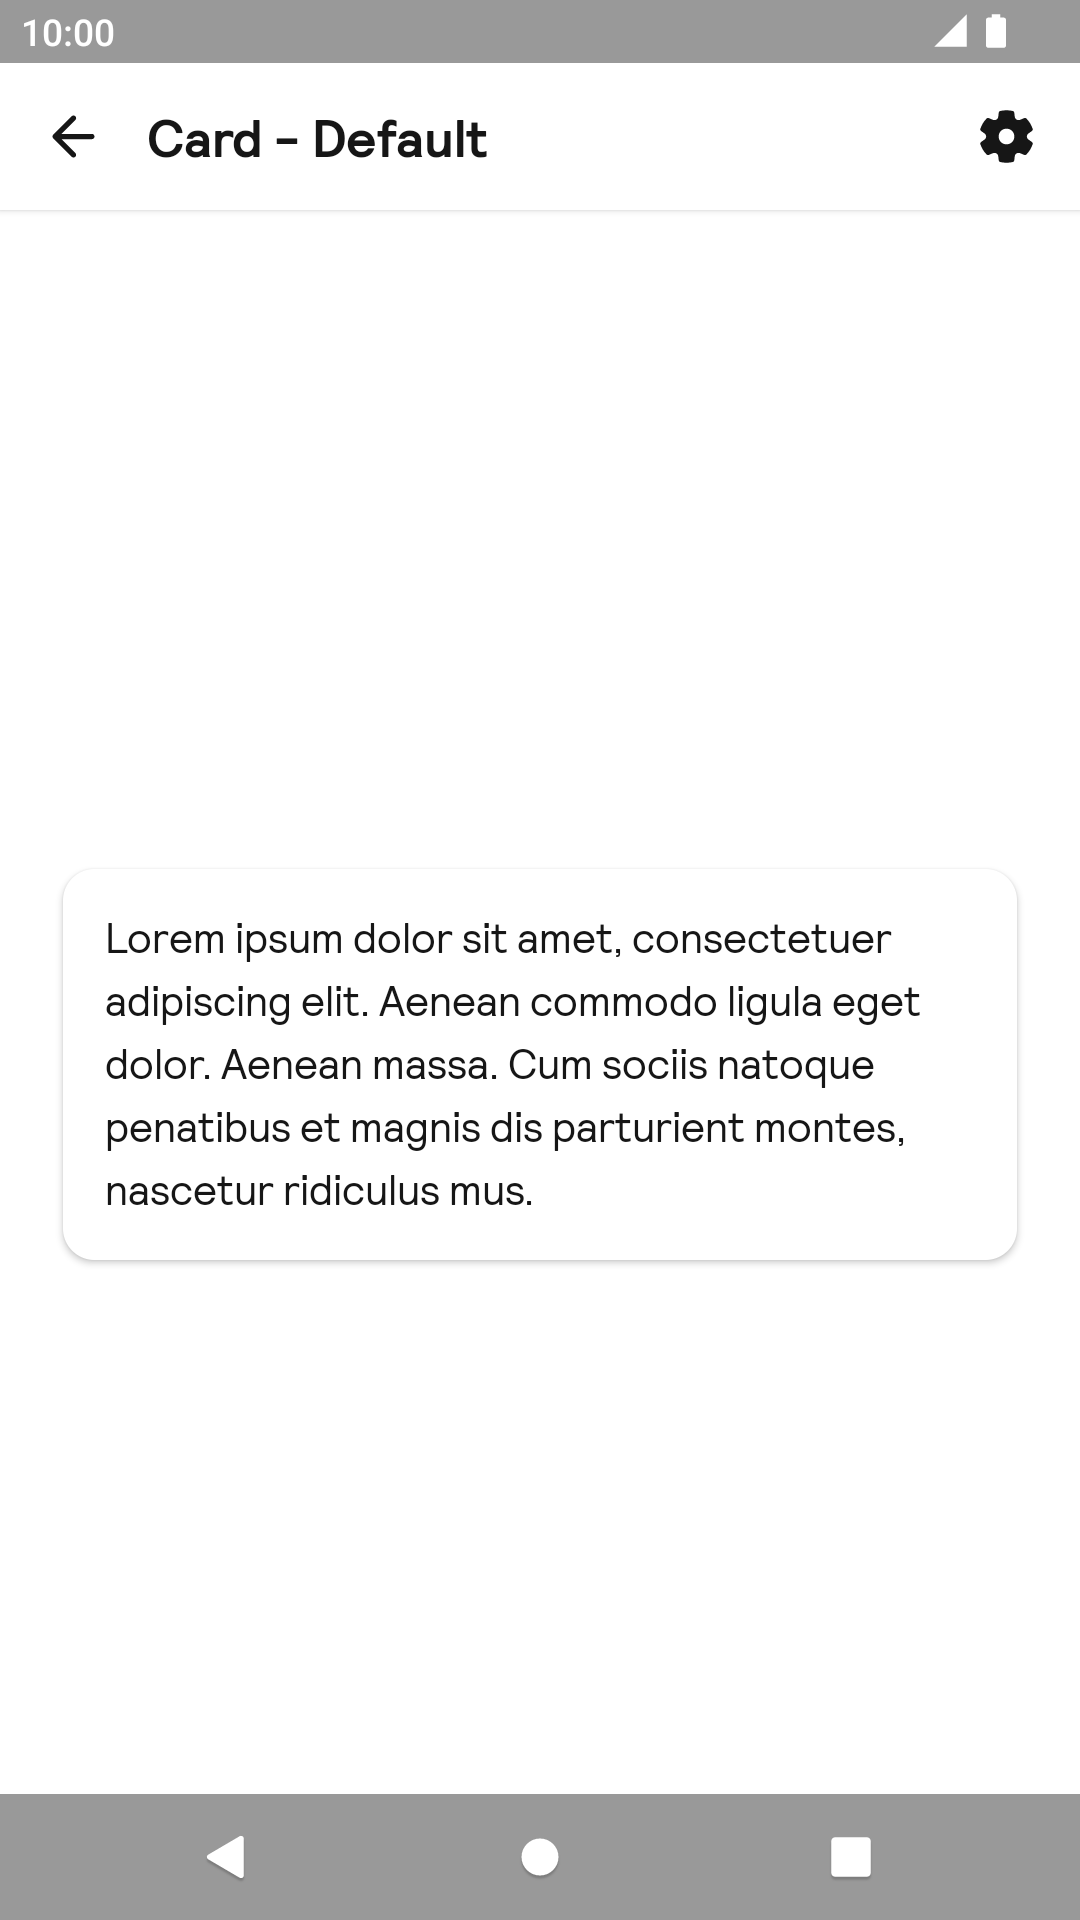 10:00
Card - Default
Lorem ipsum dolor sit amet, consectetuer
adipiscing elit. Aenean commodo ligula eget
dolor. Aenean massa. Cum sociis natoque
penatibus et magnis dis parturient montes,
nascetur ridiculus mus.